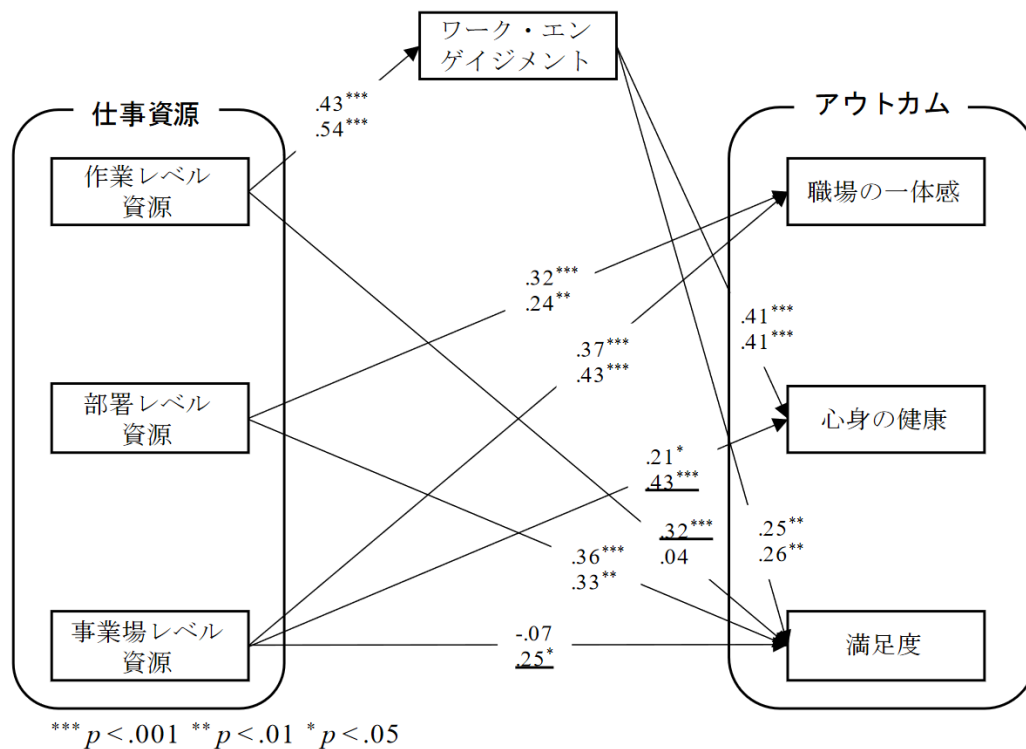 ワーク・エン
ゲイジメント
.43***
.54***
仕事資源
アウトカム
作業レベル
資源
職場の一体感
.32***
.24**
.37***
.43***
.41***
.41***
部署レベル
資源
心身の健康
.21*
.43***
.32***
.04
.25**
.26**
.36***
.33**
事業場レベル
資源
-.07
.25*
満足度
*** p < .001 ** p < .01 * p < .05